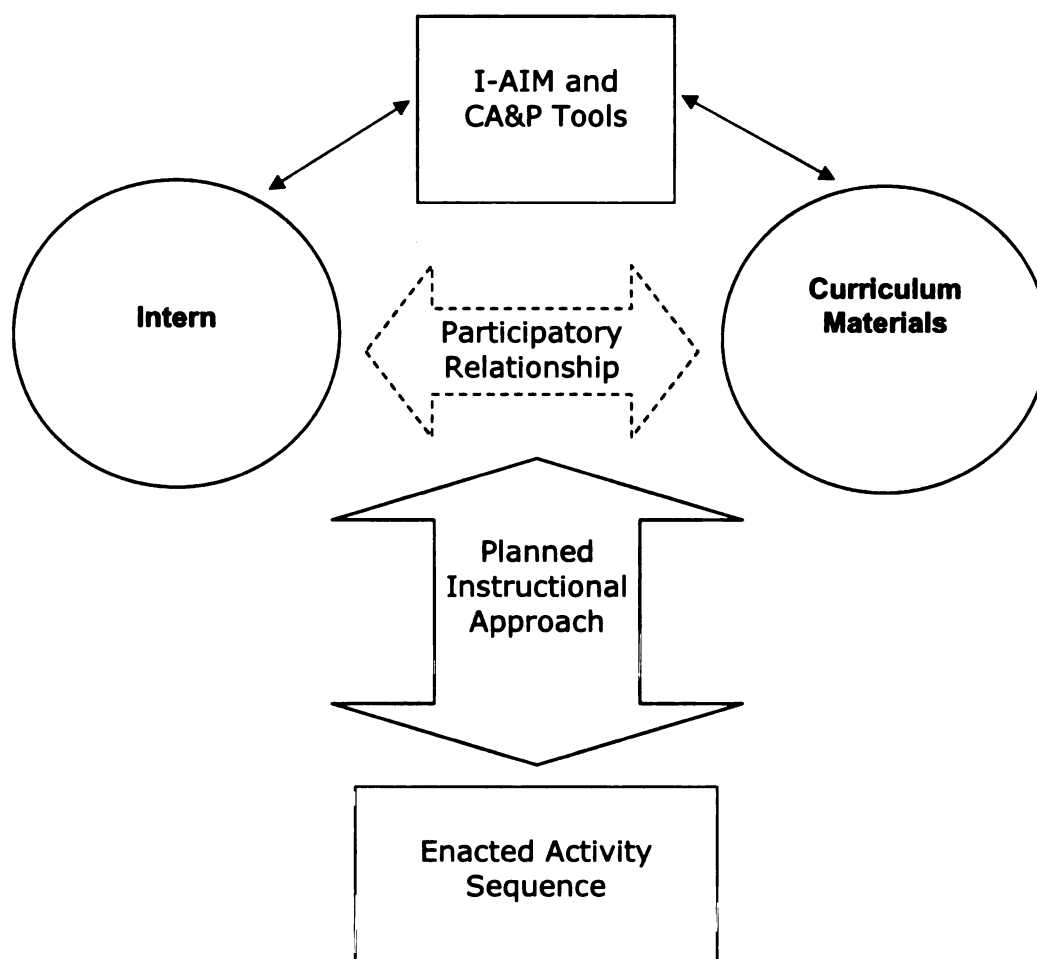 I-AIM and
CA&P Tools
Intern
Curriculum
Materials
Participatory
Relationship
Planned
Instructional
Approach
Enacted Activity
Sequence